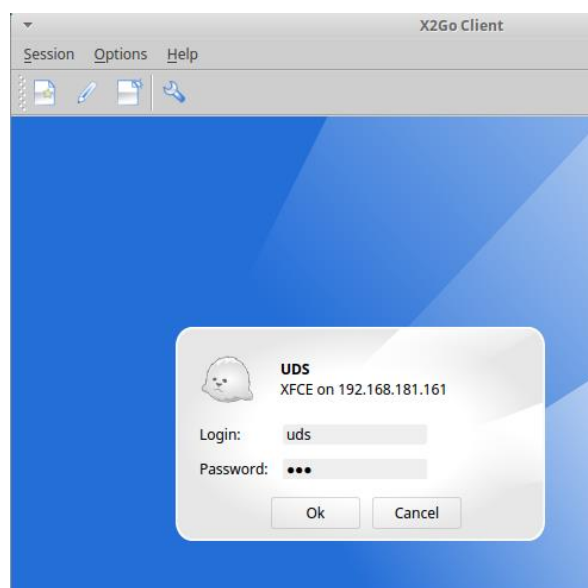 X2Go Client
Session Options Help
UDS
XFCE on 192.168.181.161
Login: uds
Password: ●●●
Ok Cancel